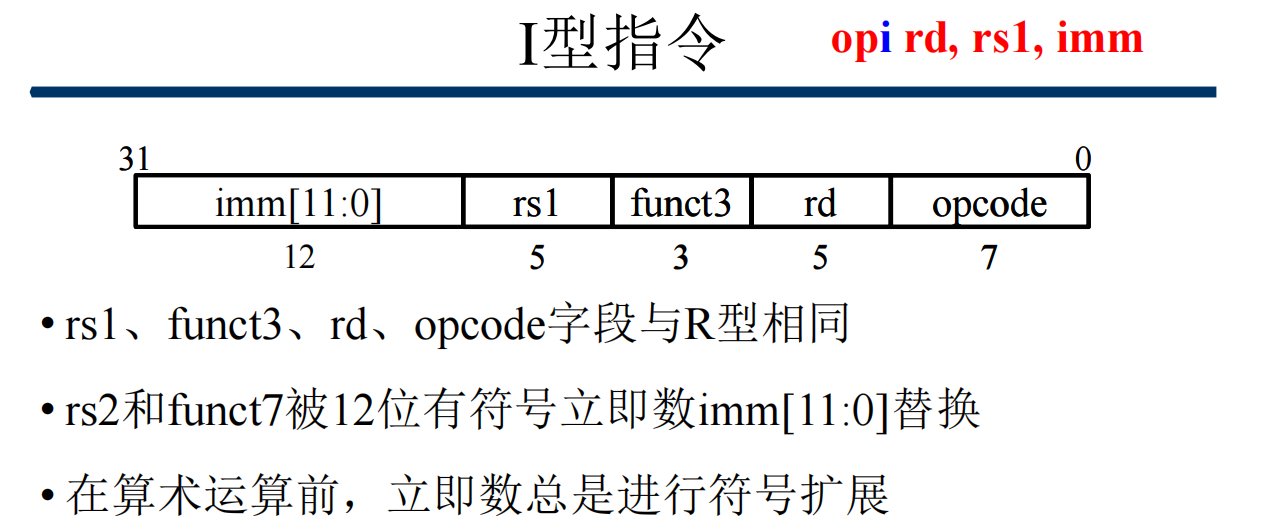 I型指令 opi rd, rs1, imm
31 0
imm[11:0] rs1 funct3 rd opcode
12 5 3 5 7
• rs1、funct3、rd、opcode字段与R型相同
• rs2和funct7被12位有符号立即数imm[11:0]替换
• 在算术运算前，立即数总是进行符号扩展